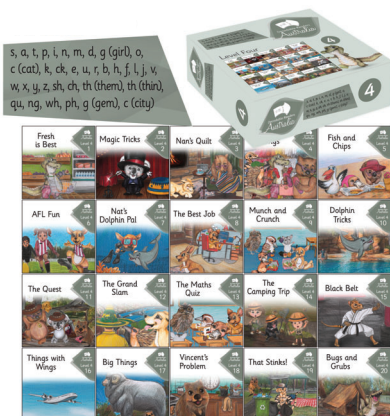 s, a, t, p, i, n, m, d, g (girl), o,
c (cat), k, ck, e, u, r, b, h, f, l, j, v,
w, x, y, z, sh, ch, th (them), th (thin),
qu, ng, wh, ph, g (gem), c (city)
Australia
Level Four
4
4
Fresh
is Best
Magic Tricks
Nan's Quilt
Fish and
Chips
AFL Fun
Nat's
Dolphin Pal
The Best Job
Munch and
Crunch
Dolphin
Tricks
The Quest
The Grand
Slam
The Maths
Quiz
The
Camping Trip
Black Belt
Things with
Wings
Big Things
Vincent's
Problem
That Stinks!
Bugs and
Grubs